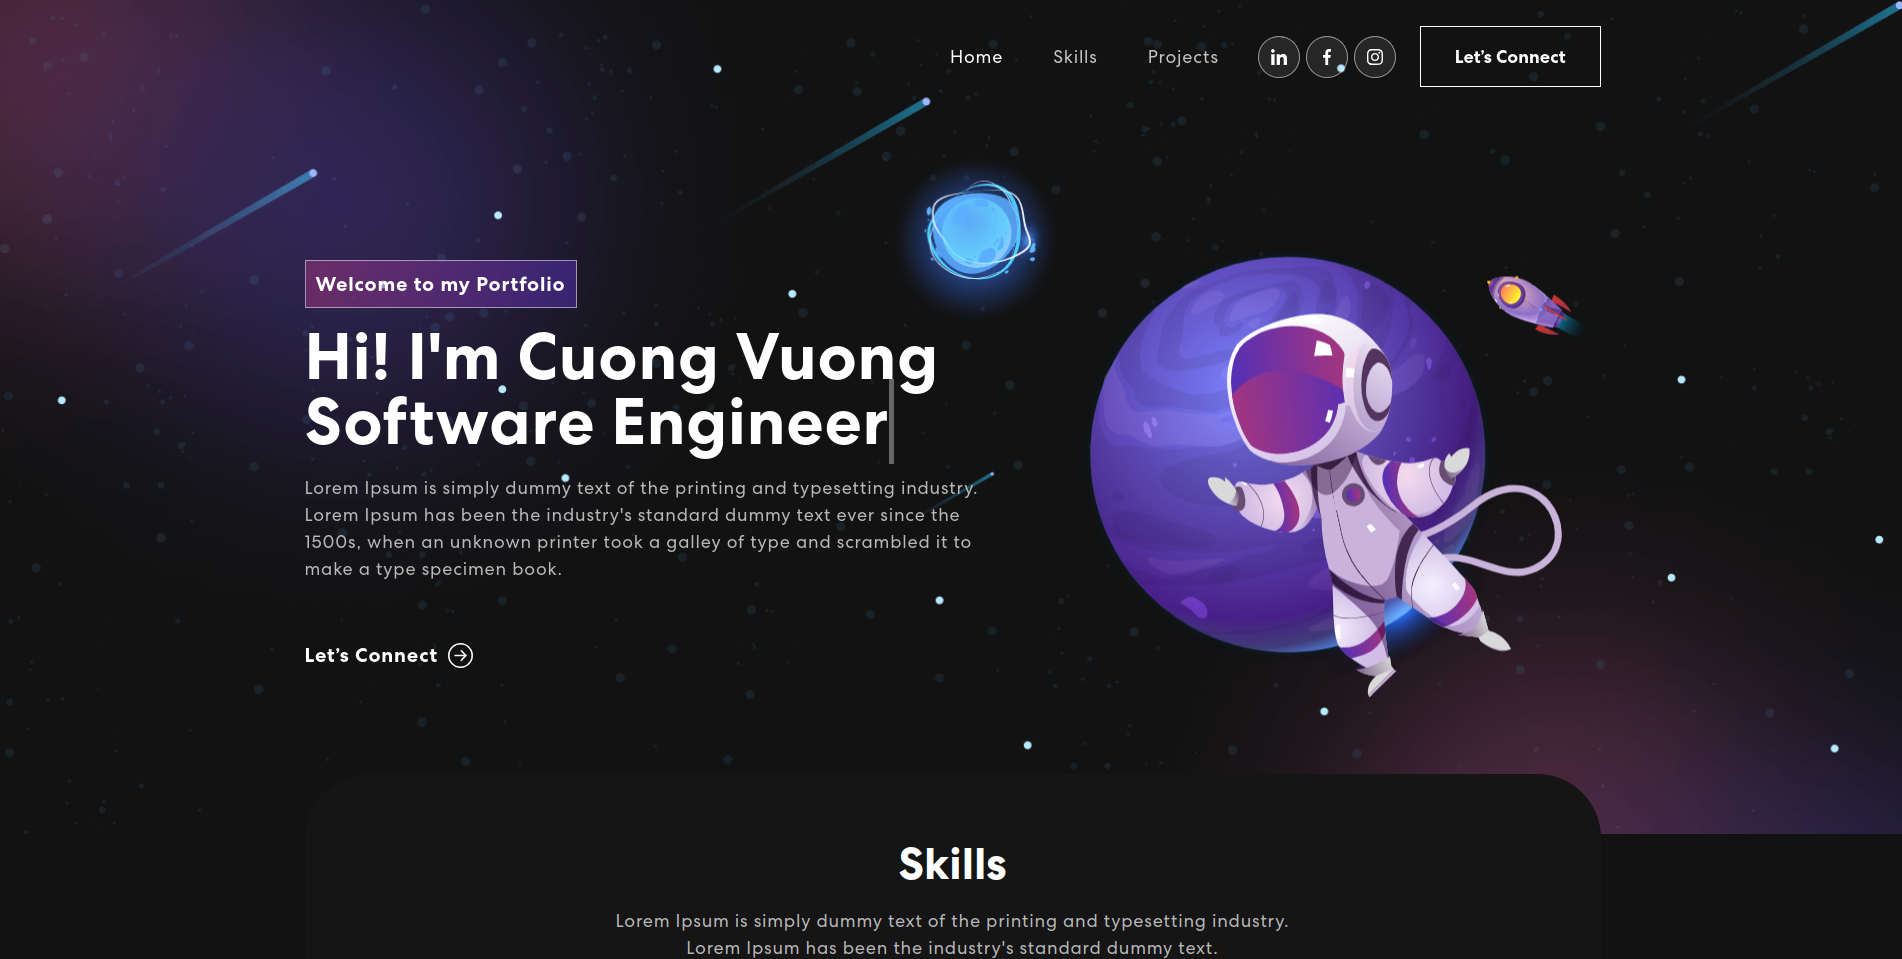 Home Skills Projects Let’s Connect
Welcome to my Portfolio
Hi! I'm Cuong Vuong
Software Engineer
Lorem Ipsum is simply dummy text of the printing and typesetting industry.
Lorem Ipsum has been the industry's standard dummy text ever since the
1500s, when an unknown printer took a galley of type and scrambled it to
make a type specimen book.
Let’s Connect
Skills
Lorem Ipsum is simply dummy text of the printing and typesetting industry.
Lorem Ipsum has been the industry's standard dummy text.